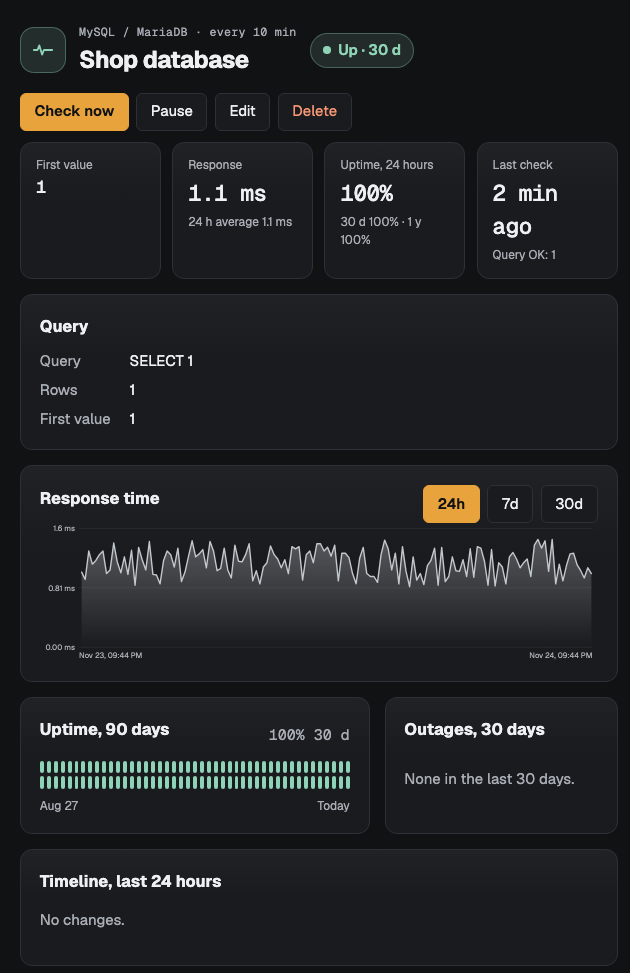 MySQL / MariaDB · every 10 min
Shop database
Up · 30 d
Check now
Pause
Edit
Delete
First value
1
Response
1.1 ms
24 h average 1.1 ms
Uptime, 24 hours
100%
30 d 100% · 1 y
100%
Last check
2 min
ago
Query OK: 1
Query
Query SELECT 1
Rows 1
First value 1
Response time
24h
7d
30d
1.6 ms
0.81 ms
0.00 ms
Nov 23, 09:44 PM
Nov 24, 09:44 PM
Uptime, 90 days
100% 30 d
Aug 27
Today
Outages, 30 days
None in the last 30 days.
Timeline, last 24 hours
No changes.